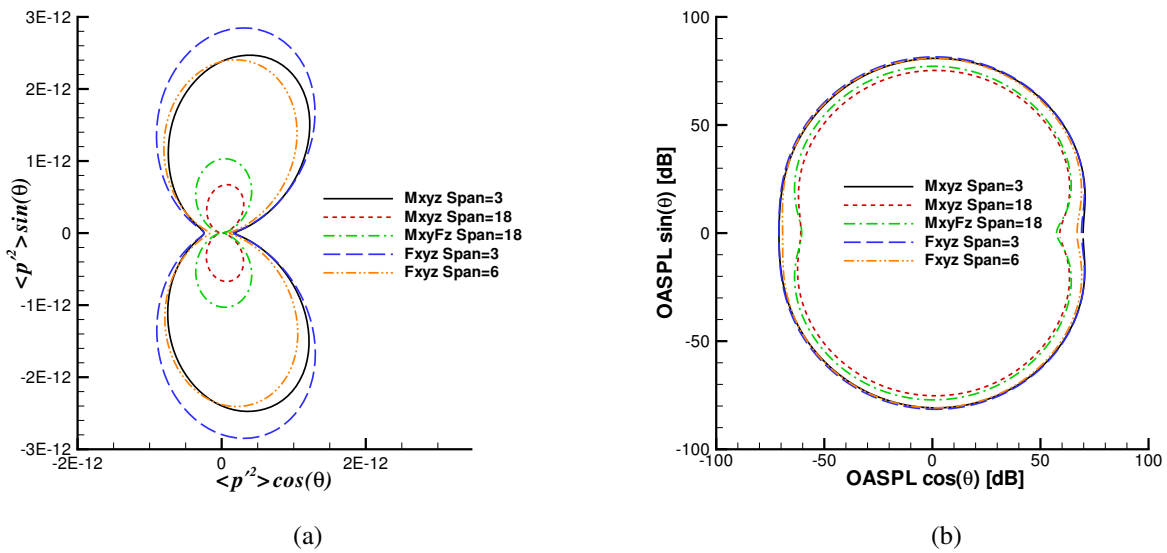 3E-12
2E-12
1E-12
0
-1E-12
-2E-12
-3E-12
<p'²>sin(θ)
-2E-12 0 2E-12
<p'²>cos(θ)
Mxyz Span=3
Mxyz Span=18
MxyFz Span=18
Fxyz Span=3
Fxyz Span=6
(a)
100
50
0
-50
-100
OASPL sin(θ) [dB]
-100 -50 0 50 100
OASPL cos(θ) [dB]
Mxyz Span=3
Mxyz Span=18
MxyFz Span=18
Fxyz Span=3
Fxyz Span=6
(b)